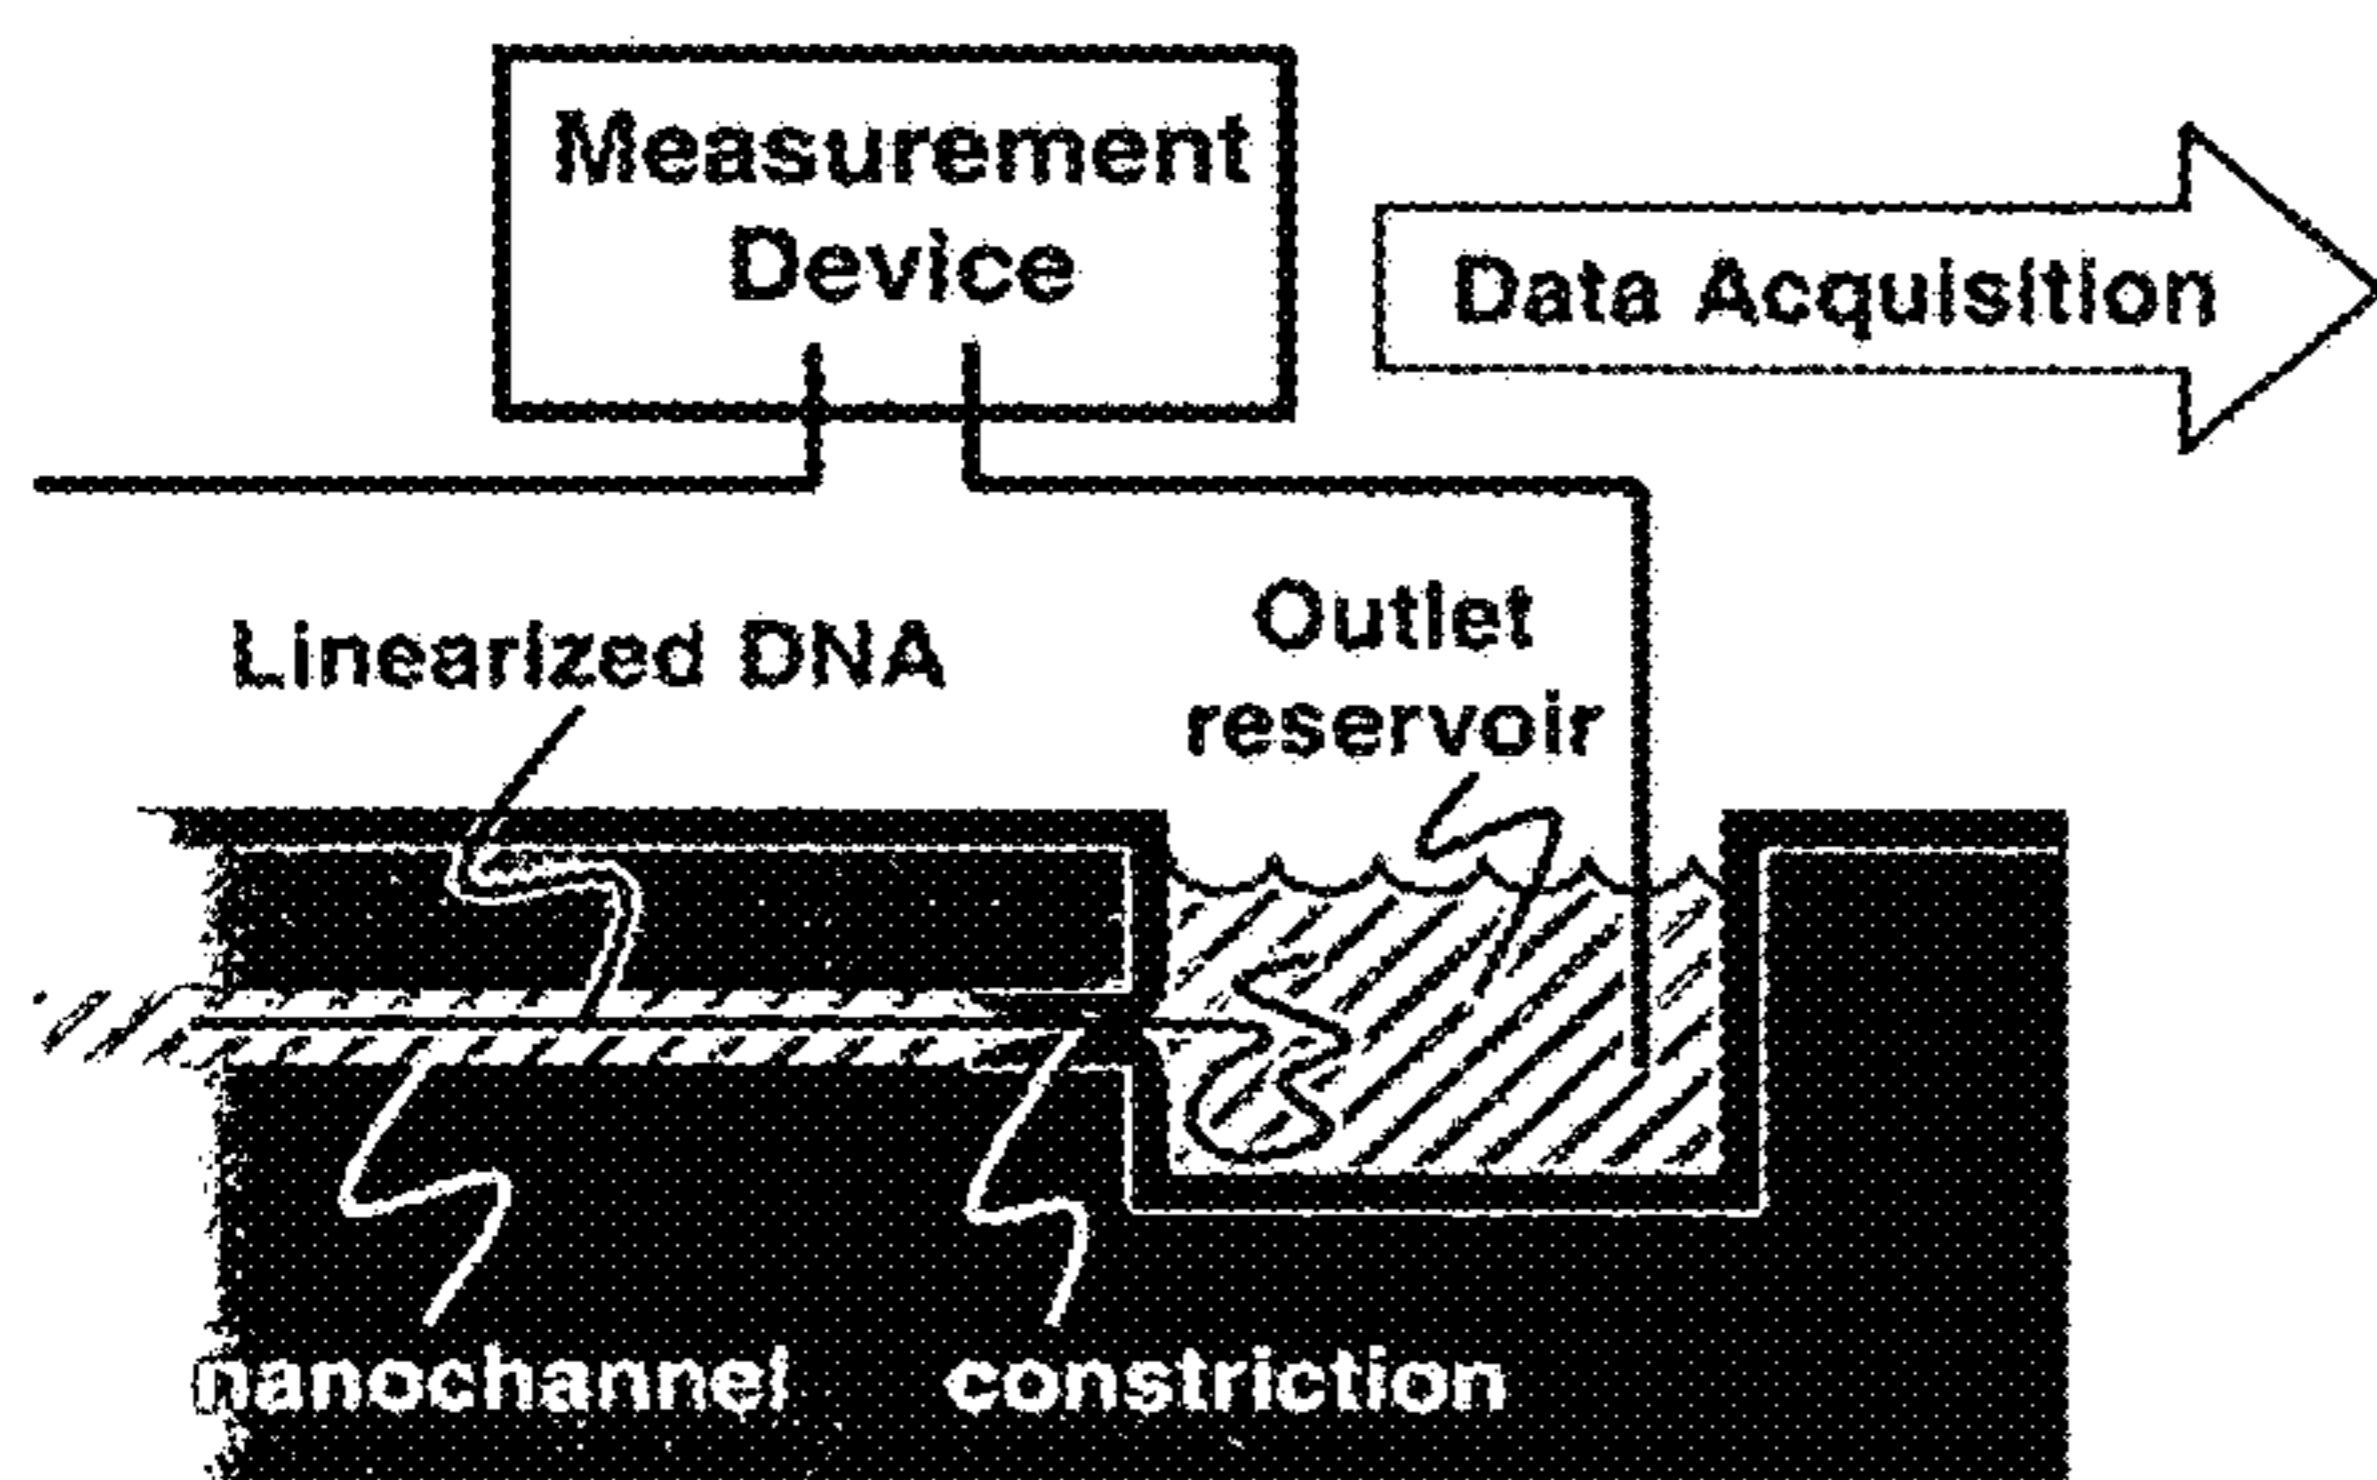 Measurement
Device
Data Acquisition
Outlet
reservoir
Linearized DNA
nanochannel
constriction